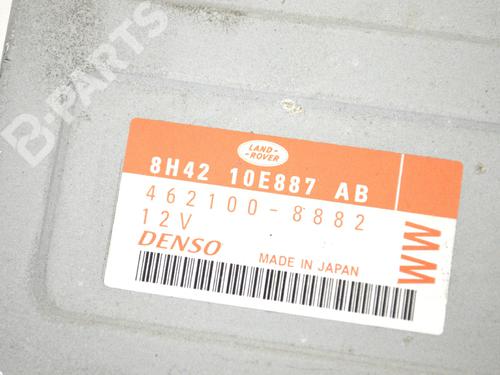 B-PARTS
LAND-
ROVER
8H42 10E887 AB
462100-8882
12V
DENSO
MADE IN JAPAN
WW